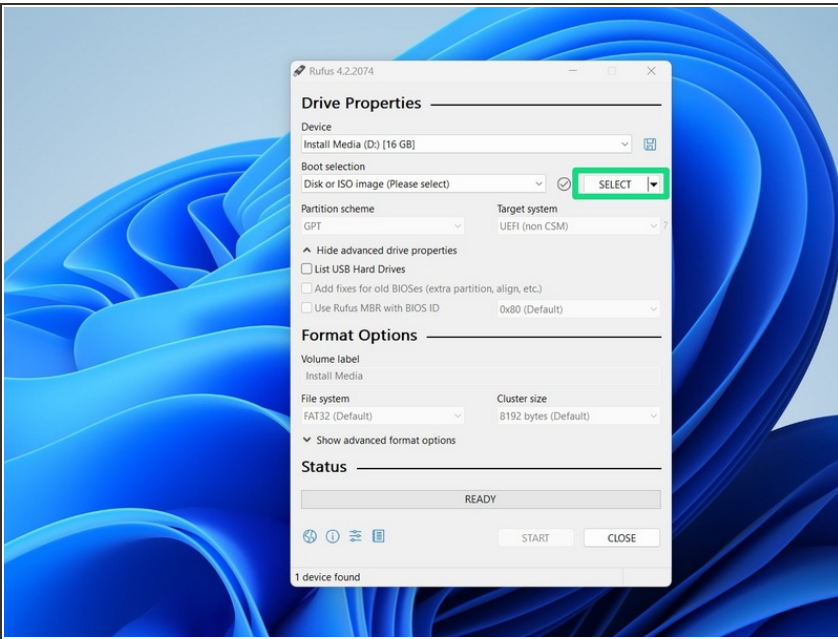 Rufus 4.2.2074
Drive Properties
Device
Install Media (D:) [16 GB]
Boot selection
Disk or ISO image (Please select)
SELECT
Partition scheme Target system
GPT UEFI (non CSM) ?
Hide advanced drive properties
List USB Hard Drives
Add fixes for old BIOSes (extra partition, align, etc.)
Use Rufus MBR with BIOS ID 0x80 (Default)
Format Options
Volume label
Install Media
File system Cluster size
FAT32 (Default) 8192 bytes (Default)
Show advanced format options
Status
READY
START CLOSE
1 device found